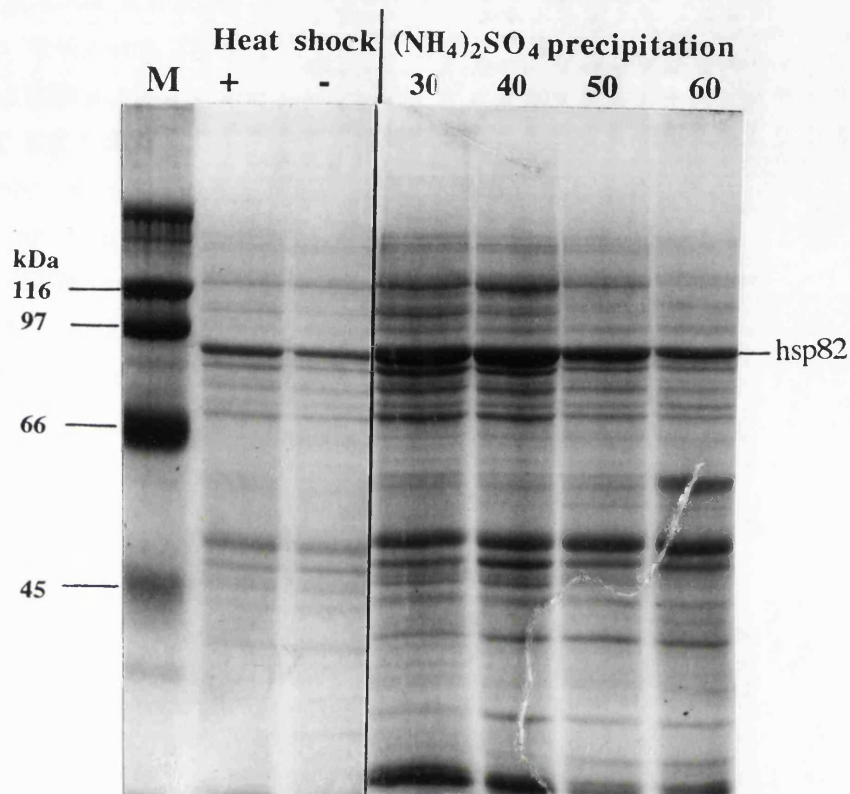 Heat shock (NH₄)₂SO₄ precipitation
M + - 30 40 50 60
kDa
116
97
hsp82
66
45